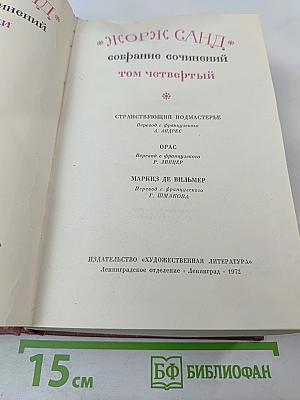 *ЖОРЖ САНД*
собрание сочинений
том четвертый
*
СТРАНСТВУЮЩИЙ ПОДМАСТЕРЬЕ
Перевод с французского
А. АНДРЕС
ОРАС
Перевод с французского
Р. ЛИНЦЕР
МАРКИЗ ДЕ ВИЛЬМЕР
Перевод с французского
Г. ШМАКОВА
ИЗДАТЕЛЬСТВО «ХУДОЖЕСТВЕННАЯ ЛИТЕРАТУРА»
Ленинградское отделение · Ленинград · 1972
15 см
БФ БИБЛИОФАН